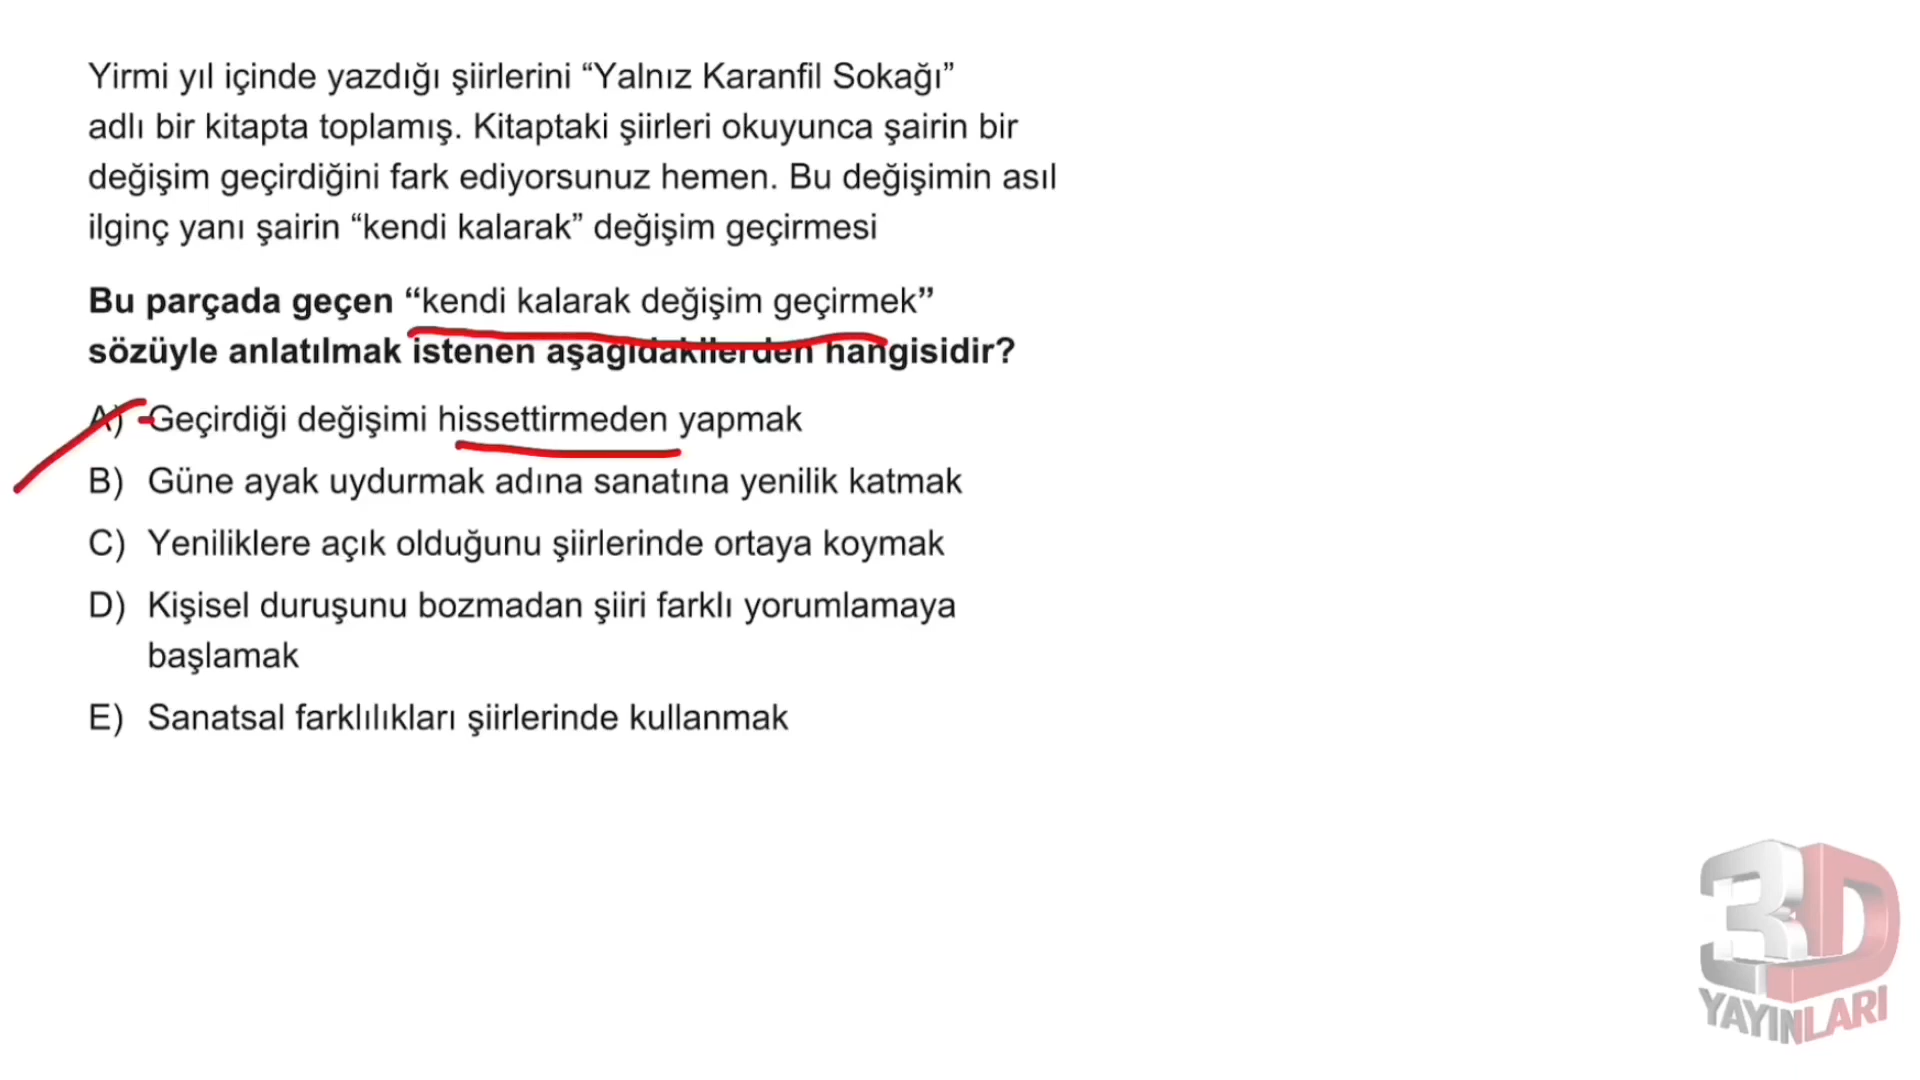 Yirmi yıl içinde yazdığı şiirlerini “Yalnız Karanfil Sokağı”
adlı bir kitapta toplamış. Kitaptaki şiirleri okuyunca şairin bir
değişim geçirdiğini fark ediyorsunuz hemen. Bu değişimin asıl
ilginç yanı şairin “kendi kalarak” değişim geçirmesi
Bu parçada geçen “kendi kalarak değişim geçirmek”
sözüyle anlatılmak istenen aşağıdakilerden hangisidir?
A) Geçirdiği değişimi hissettirmeden yapmak
B) Güne ayak uydurmak adına sanatına yenilik katmak
C) Yeniliklere açık olduğunu şiirlerinde ortaya koymak
D) Kişisel duruşunu bozmadan şiiri farklı yorumlamaya
başlamak
E) Sanatsal farklılıkları şiirlerinde kullanmak
3D
YAYINLARI